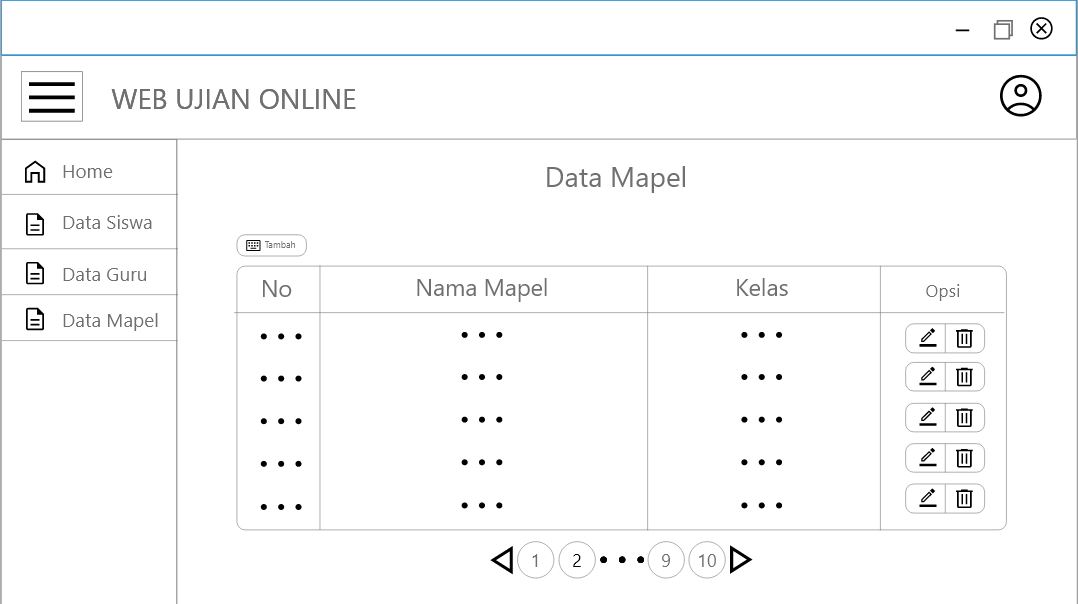 WEB UJIAN ONLINE
Home
Data Siswa
Data Guru
Data Mapel
Data Mapel
Tambah
No Nama Mapel Kelas Opsi
• • • • • • • • •
• • • • • • • • •
• • • • • • • • •
• • • • • • • • •
• • • • • • • • •
1 2 • • • 9 10